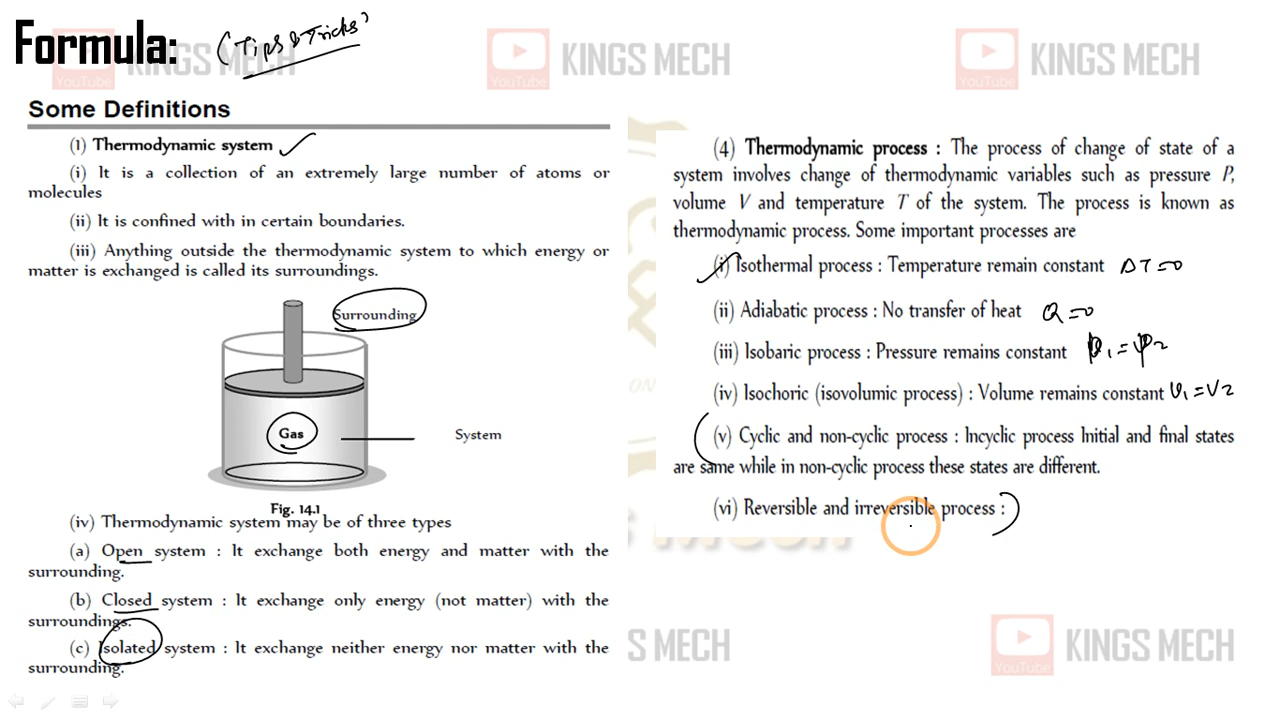 Formula: (Tips & Tricks)
YouTube KINGS MECH
YouTube KINGS MECH
YouTube KINGS MECH
Some Definitions
(1) Thermodynamic system
(i) It is a collection of an extremely large number of atoms or
molecules
(ii) It is confined with in certain boundaries.
(iii) Anything outside the thermodynamic system to which energy or
matter is exchanged is called its surroundings.
Surrounding
Gas
System
Fig. 14.1
(iv) Thermodynamic system may be of three types
(a) Open system : It exchange both energy and matter with the
surrounding.
(b) Closed system : It exchange only energy (not matter) with the
surroundings.
(c) Isolated system : It exchange neither energy nor matter with the
surrounding.
(4) Thermodynamic process : The process of change of state of a
system involves change of thermodynamic variables such as pressure P,
volume V and temperature T of the system. The process is known as
thermodynamic process. Some important processes are
(i) Isothermal process : Temperature remain constant ΔT=0
(ii) Adiabatic process : No transfer of heat Q=0
(iii) Isobaric process : Pressure remains constant P1=P2
(iv) Isochoric (isovolumic process) : Volume remains constant V1=V2
(v) Cyclic and non-cyclic process : Incyclic process Initial and final states
are same while in non-cyclic process these states are different.
(vi) Reversible and irreversible process :
S MECH
YouTube KINGS MECH